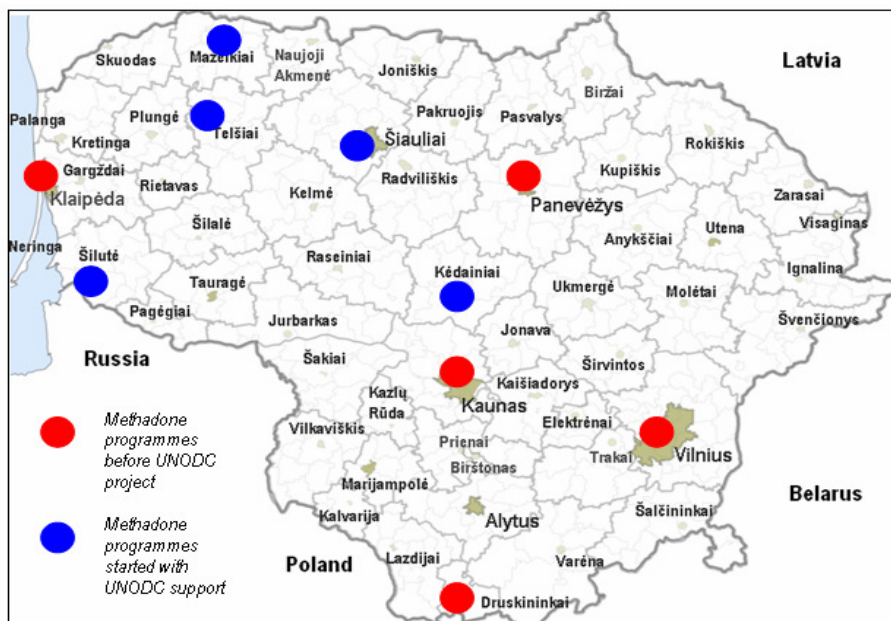 Skuodas
Mažeikiai
Naujoji
Akmenė
Joniškis
Latvia
Biržai
Palanga
Plungė
Telšiai
Pakruojis
Pasvalys
Kretinga
Šiauliai
Rokiškis
Gargždai
Rietavas
Radviliškis
Kupiškis
Klaipėda
Kelmė
Panevėžys
Zarasai
Visaginas
Šilalė
Anykščiai
Utena
Neringa
Šilutė
Raseiniai
Kėdainiai
Ignalina
Tauragė
Ukmergė
Molėtai
Pagėgiai
Jurbarkas
Jonava
Švenčionys
Russia
Šakiai
Širvintos
Kaišiadorys
Kazlų
Rūda
Kaunas
Vilkaviškis
Elektrėnai
Prienai
Birštonas
Trakai
Vilnius
Marijampolė
Kalvarija
Alytus
Šalčininkai
Belarus
Poland
Lazdijai
Varėna
Druskininkai
Methadone
programmes
before UNODC
project
Methadone
programmes
started with
UNODC support